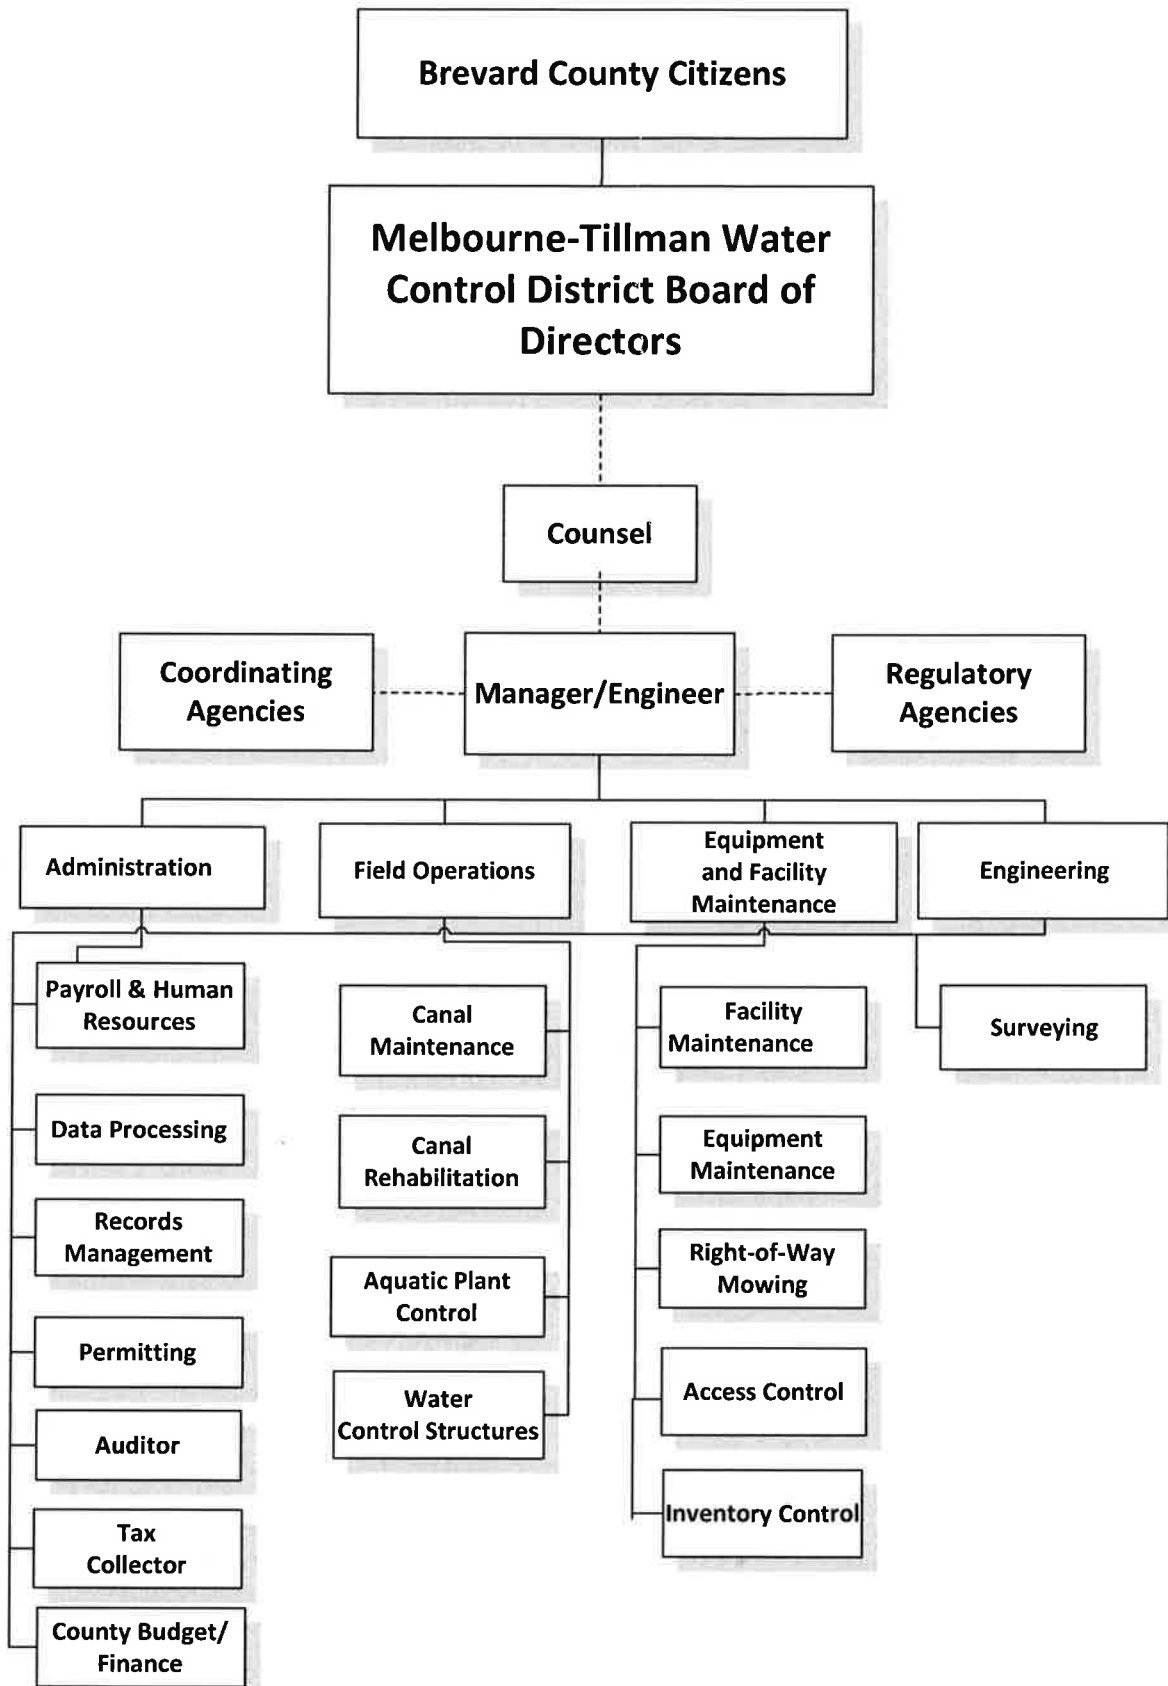 Brevard County Citizens
Melbourne-Tillman Water
Control District Board of
Directors
Counsel
Coordinating
Agencies
Manager/Engineer
Regulatory
Agencies
Administration
Field Operations
Equipment
and Facility
Maintenance
Engineering
Payroll & Human
Resources
Data Processing
Records
Management
Permitting
Auditor
Tax
Collector
County Budget/
Finance
Canal
Maintenance
Canal
Rehabilitation
Aquatic Plant
Control
Water
Control Structures
Facility
Maintenance
Equipment
Maintenance
Right-of-Way
Mowing
Access Control
Inventory Control
Surveying